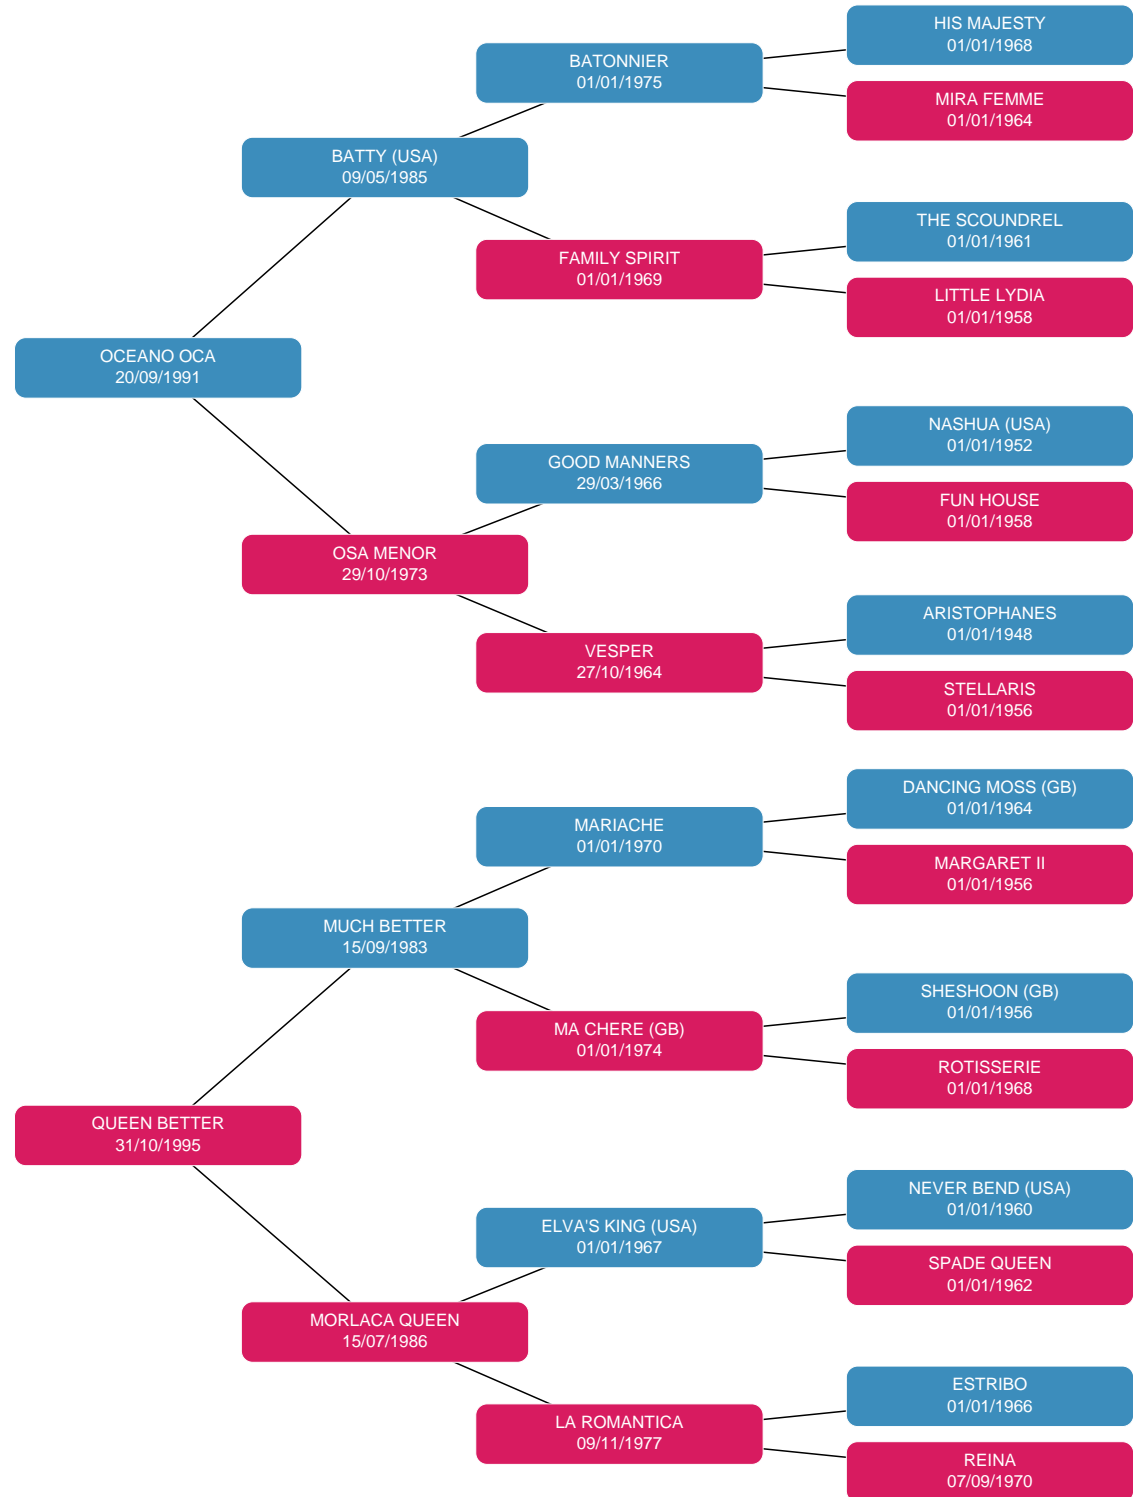 HIS MAJESTY
01/01/1968
BATONNIER
01/01/1975
MIRA FEMME
01/01/1964
BATTY (USA)
09/05/1985
THE SCOUNDREL
01/01/1961
FAMILY SPIRIT
01/01/1969
LITTLE LYDIA
01/01/1958
OCEANO OCA
20/09/1991
NASHUA (USA)
01/01/1952
GOOD MANNERS
29/03/1966
FUN HOUSE
01/01/1958
OSA MENOR
29/10/1973
ARISTOPHANES
01/01/1948
VESPER
27/10/1964
STELLARIS
01/01/1956
DANCING MOSS (GB)
01/01/1964
MARIACHE
01/01/1970
MARGARET II
01/01/1956
MUCH BETTER
15/09/1983
SHESHOON (GB)
01/01/1956
MA CHERE (GB)
01/01/1974
ROTISSERIE
01/01/1968
QUEEN BETTER
31/10/1995
NEVER BEND (USA)
01/01/1960
ELVA'S KING (USA)
01/01/1967
SPADE QUEEN
01/01/1962
MORLACA QUEEN
15/07/1986
ESTRIBO
01/01/1966
LA ROMANTICA
09/11/1977
REINA
07/09/1970